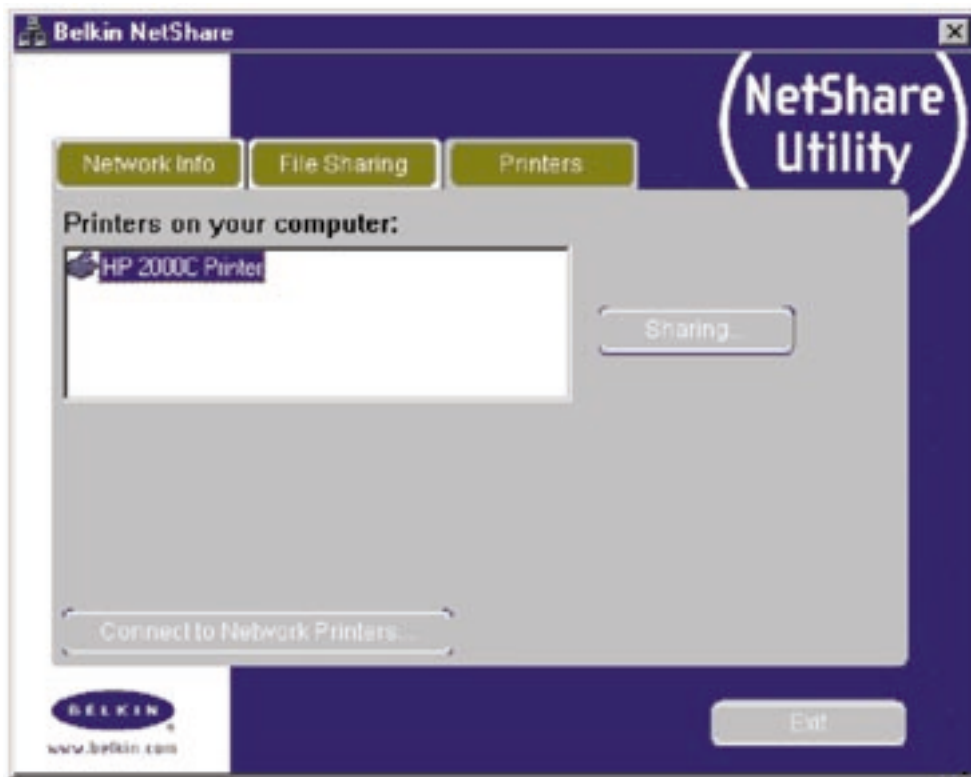 Belkin NetShare
NetShare
Utility
Network Info
File Sharing
Printers
Printers on your computer:
HP 2000C Printer
Sharing...
Connect to Network Printers...
BELKIN
www.belkin.com
Exit